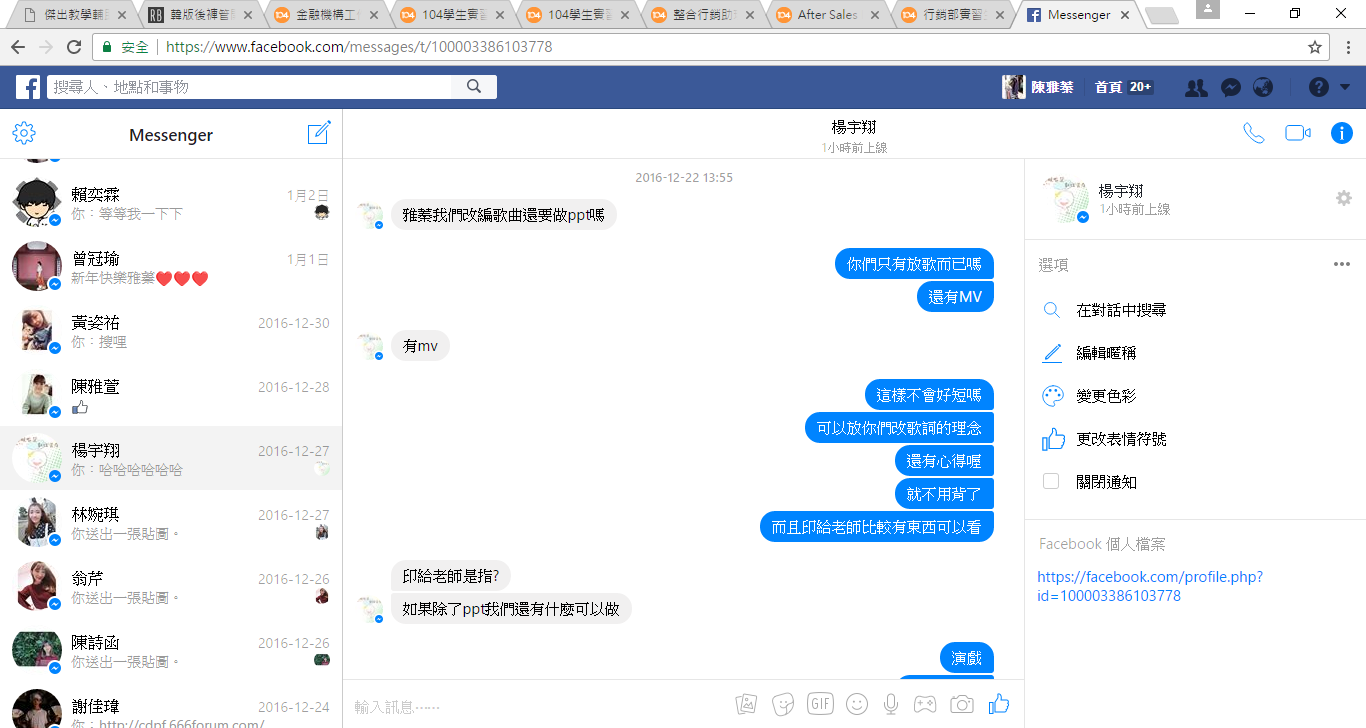 傑出教學輔
韓版後褲管
金融機構工
104學生實習
104學生實習
整合行銷助
After Sales
行銷部實習生
Messenger
安全 https://www.facebook.com/messages/t/100003386103778
搜尋人、地點和事物
陳雅蓁 首頁 20+
Messenger
楊宇翔
1小時前上線
賴奕霖 1月2日
你：等等我一下下
曾冠瑜 1月1日
新年快樂雅蓁❤❤❤
黃姿祐 2016-12-30
你：搜哩
陳雅萱 2016-12-28
楊宇翔 2016-12-27
你：哈哈哈哈哈哈
林婉琪 2016-12-27
你送出一張貼圖。
翁芹 2016-12-26
你送出一張貼圖。
陳詩函 2016-12-26
你送出一張貼圖。
謝佳瑋 2016-12-24
你：http://cdpf.666forum.com/
2016-12-22 13:55
雅蓁我們改編歌曲還要做ppt嗎
你們只有放歌而已嗎
還有MV
有mv
這樣不會好短嗎
可以放你們改歌詞的理念
還有心得喔
就不用背了
而且印給老師比較有東西可以看
印給老師是指?
如果除了ppt我們還有什麼可以做
演戲
輸入訊息……
GIF
楊宇翔
1小時前上線
選項
在對話中搜尋
編輯暱稱
變更色彩
更改表情符號
關閉通知
Facebook 個人檔案
https://facebook.com/profile.php?
id=100003386103778